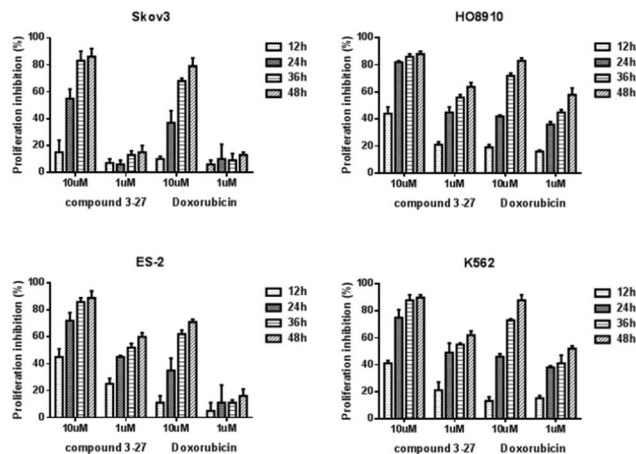 Skov3
Proliferation inhibition (%)
100
80
60
40
20
0
10uM
1uM
10uM
1uM
compound 3-27
Doxorubicin
12h
24h
36h
48h
HO8910
Proliferation inhibition (%)
100
80
60
40
20
0
10uM
1uM
10uM
1uM
compound 3-27
Doxorubicin
12h
24h
36h
48h
ES-2
Proliferation inhibition (%)
100
80
60
40
20
0
10uM
1uM
10uM
1uM
compound 3-27
Doxorubicin
12h
24h
36h
48h
K562
Proliferation inhibition (%)
100
80
60
40
20
0
10uM
1uM
10uM
1uM
compound 3-27
Doxorubicin
12h
24h
36h
48h